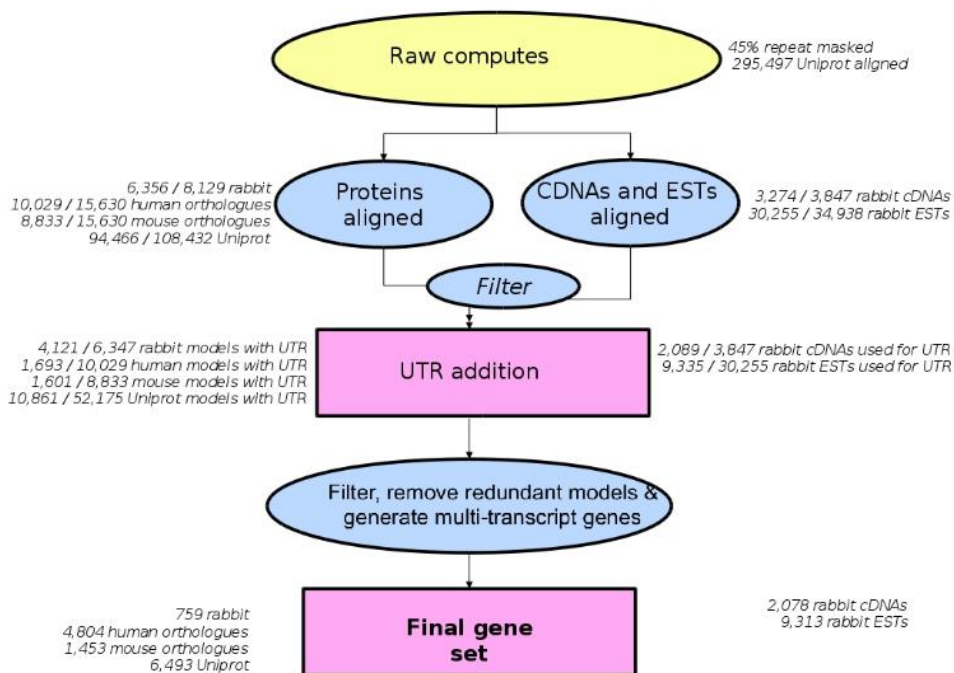 Raw computes
45% repeat masked
295,497 Uniprot aligned
6,356 / 8,129 rabbit
10,029 / 15,630 human orthologues
8,833 / 15,630 mouse orthologues
94,466 / 108,432 Uniprot
Proteins
aligned
CDNAs and ESTs
aligned
3,274 / 3,847 rabbit cDNAs
30,255 / 34,938 rabbit ESTs
Filter
4,121 / 6,347 rabbit models with UTR
1,693 / 10,029 human models with UTR
1,601 / 8,833 mouse models with UTR
10,861 / 52,175 Uniprot models with UTR
UTR addition
2,089 / 3,847 rabbit cDNAs used for UTR
9,335 / 30,255 rabbit ESTs used for UTR
Filter, remove redundant models &
generate multi-transcript genes
759 rabbit
4,804 human orthologues
1,453 mouse orthologues
6,493 Uniprot
Final gene
set
2,078 rabbit cDNAs
9,313 rabbit ESTs